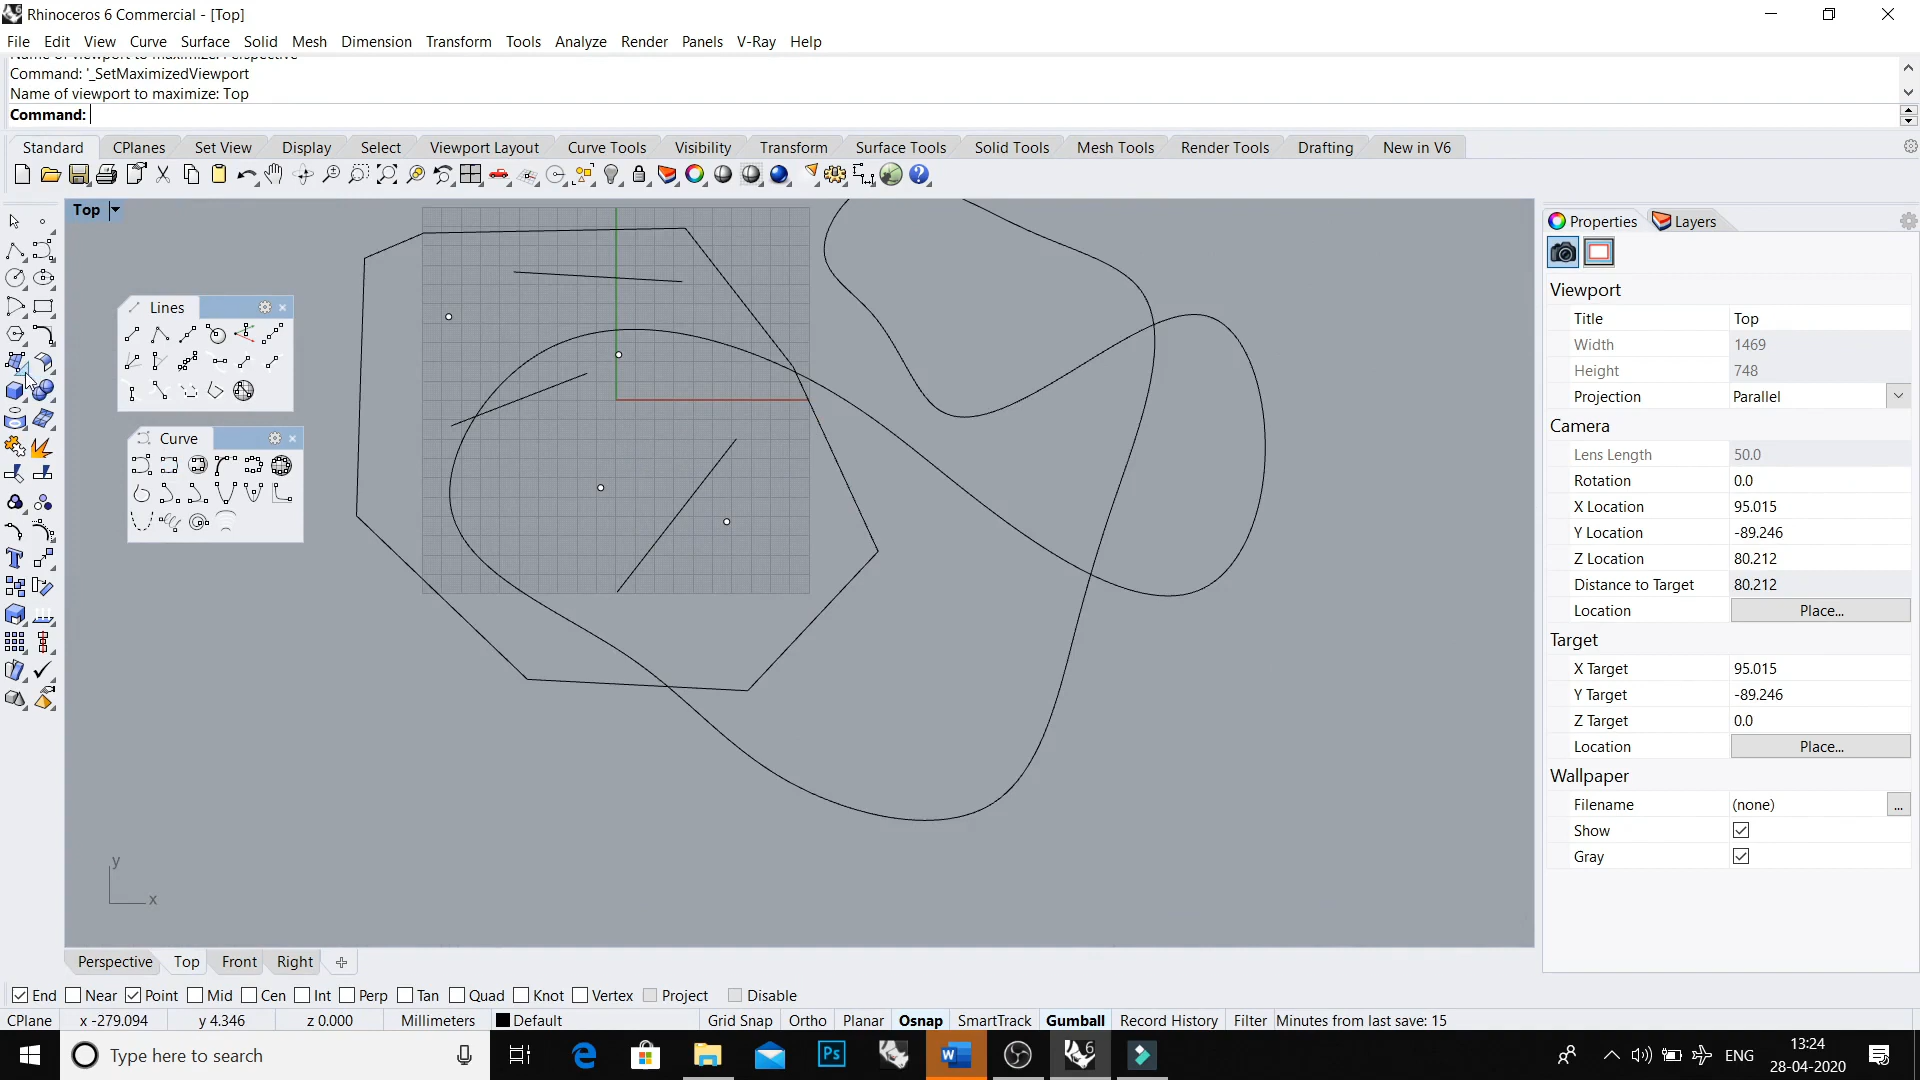 Rhinoceros 6 Commercial - [Top]
File Edit View Curve Surface Solid Mesh Dimension Transform Tools Analyze Render Panels V-Ray Help
Name of viewport to maximize: Perspective
Command: '_SetMaximizedViewport
Name of viewport to maximize: Top
Command:
Standard CPlanes Set View Display Select Viewport Layout Curve Tools Visibility Transform Surface Tools Solid Tools Mesh Tools Render Tools Drafting New in V6
Top
Lines
Curve
y
x
Properties Layers
Viewport
Title Top
Width 1469
Height 748
Projection Parallel
Camera
Lens Length 50.0
Rotation 0.0
X Location 95.015
Y Location -89.246
Z Location 80.212
Distance to Target 80.212
Location Place...
Target
X Target 95.015
Y Target -89.246
Z Target 0.0
Location Place...
Wallpaper
Filename (none) ...
Show
Gray
Perspective Top Front Right
End Near Point Mid Cen Int Perp Tan Quad Knot Vertex Project Disable
CPlane x -279.094 y 4.346 z 0.000 Millimeters Default Grid Snap Ortho Planar Osnap SmartTrack Gumball Record History Filter Minutes from last save: 15
Type here to search
Ps
6
ENG
13:24
28-04-2020